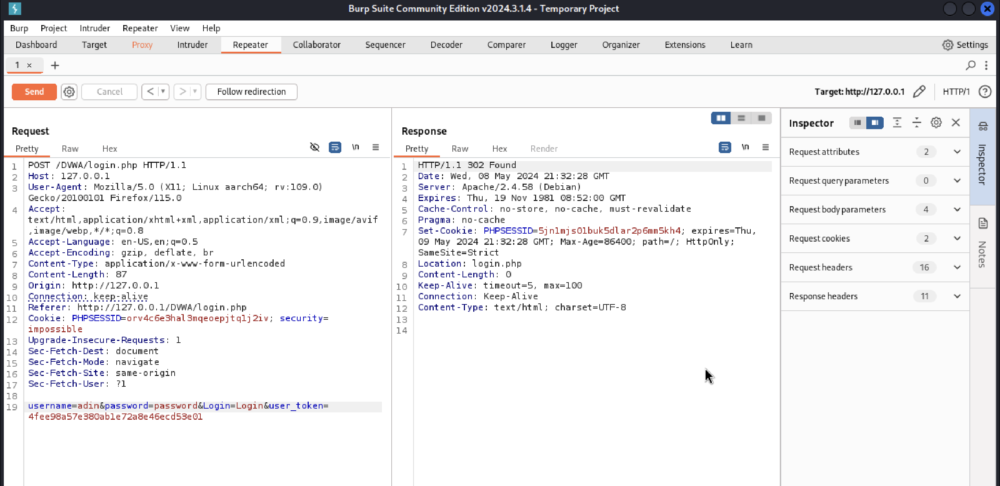 Burp Suite Community Edition v2024.3.1.4 - Temporary Project
Burp Project Intruder Repeater View Help
Dashboard Target Proxy Intruder Repeater Collaborator Sequencer Decoder Comparer Logger Organizer Extensions Learn Settings
1 × +
Send Cancel < > Follow redirection Target: http://127.0.0.1 HTTP/1 ?
Request
Pretty Raw Hex \n
1 POST /DVWA/login.php HTTP/1.1
2 Host: 127.0.0.1
3 User-Agent: Mozilla/5.0 (X11; Linux aarch64; rv:109.0)
Gecko/20100101 Firefox/115.0
4 Accept:
text/html,application/xhtml+xml,application/xml;q=0.9,image/avif
,image/webp,*/*;q=0.8
5 Accept-Language: en-US,en;q=0.5
6 Accept-Encoding: gzip, deflate, br
7 Content-Type: application/x-www-form-urlencoded
8 Content-Length: 87
9 Origin: http://127.0.0.1
10 Connection: keep-alive
11 Referer: http://127.0.0.1/DVWA/login.php
12 Cookie: PHPSESSID=orv4c6e3hal3mqeoepjtq1j2iv; security=
impossible
13 Upgrade-Insecure-Requests: 1
14 Sec-Fetch-Dest: document
15 Sec-Fetch-Mode: navigate
16 Sec-Fetch-Site: same-origin
17 Sec-Fetch-User: ?1
18
19 username=adin&password=password&Login=Login&user_token=
4fee98a57e380ab1e72a8e46ecd53e01
Response
Pretty Raw Hex Render \n
1 HTTP/1.1 302 Found
2 Date: Wed, 08 May 2024 21:32:28 GMT
3 Server: Apache/2.4.58 (Debian)
4 Expires: Thu, 19 Nov 1981 08:52:00 GMT
5 Cache-Control: no-store, no-cache, must-revalidate
6 Pragma: no-cache
7 Set-Cookie: PHPSESSID=5jn1mjs01buk5dlar2p6mm5kh4; expires=Thu,
09 May 2024 21:32:28 GMT; Max-Age=86400; path=/; HttpOnly;
SameSite=Strict
8 Location: login.php
9 Content-Length: 0
10 Keep-Alive: timeout=5, max=100
11 Connection: Keep-Alive
12 Content-Type: text/html; charset=UTF-8
13
14
Inspector
Request attributes 2
Request query parameters 0
Request body parameters 4
Request cookies 2
Request headers 16
Response headers 11
Inspector
Notes